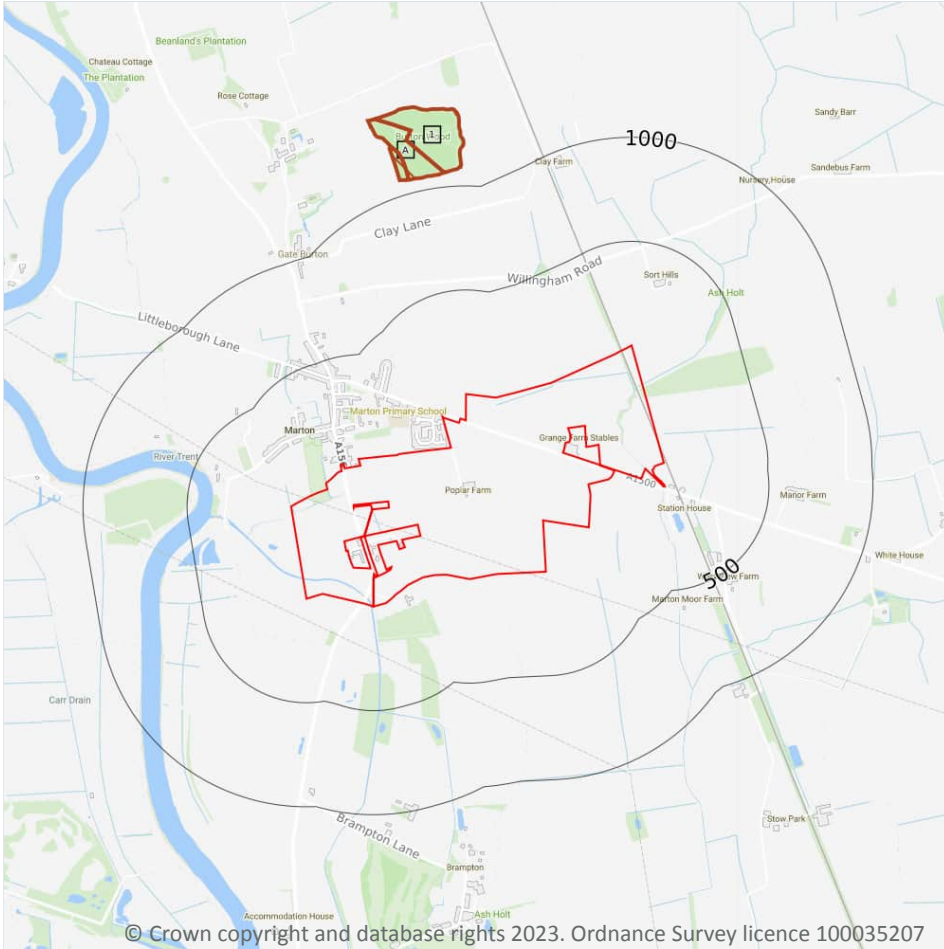 Beanland's Plantation
Chateau Cottage
The Plantation
Rose Cottage
Sandy Barr
1
A
1000
Clay Farm
Sandebus Farm
Nursery House
Clay Lane
Gate Burton
Willingham Road
Sort Hills
Ash Holt
Littleborough Lane
Marton Primary School
Marton
Grange Farm Stables
River Trent
Poplar Farm
A1500
Manor Farm
Station House
White House
500
Marton Moor Farm
Carr Drain
Stow Park
Brampton Lane
Brampton
Accommodation House
Ash Holt
© Crown copyright and database rights 2023. Ordnance Survey licence 100035207